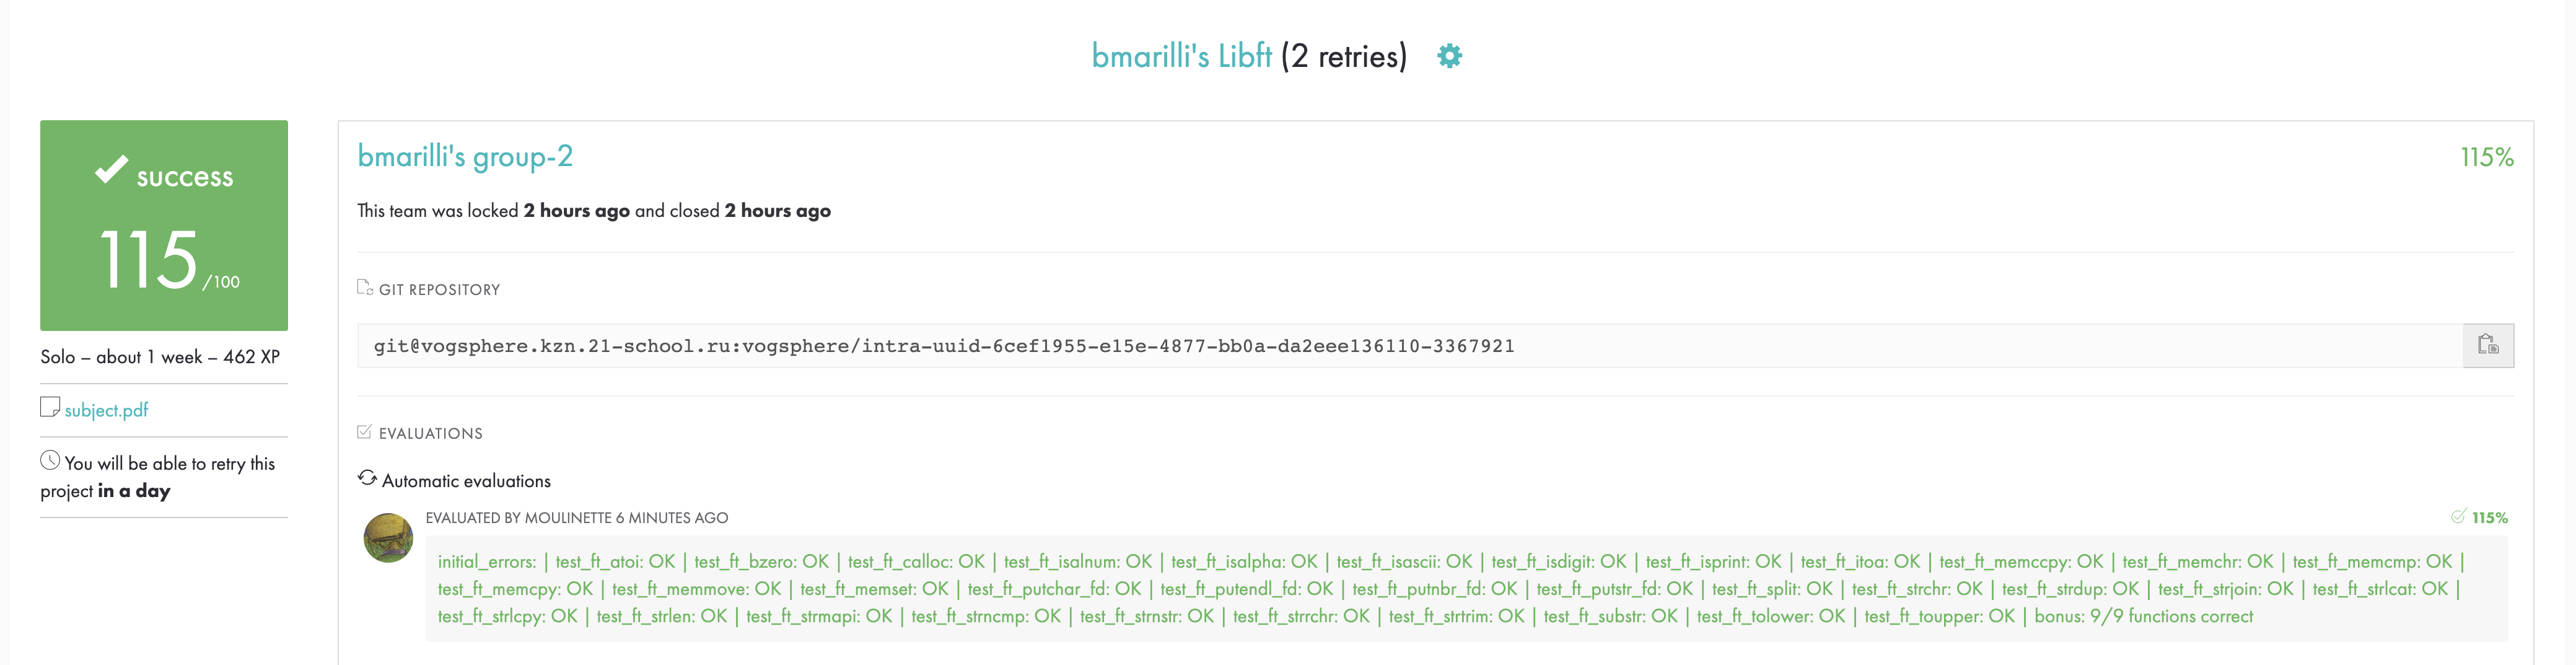 bmarilli's Libft (2 retries)
success
115 /100
Solo – about 1 week – 462 XP
subject.pdf
You will be able to retry this
project in a day
bmarilli's group-2
115%
This team was locked 2 hours ago and closed 2 hours ago
GIT REPOSITORY
git@vogsphere.kzn.21-school.ru:vogsphere/intra-uuid-6cef1955-e15e-4877-bb0a-da2eee136110-3367921
EVALUATIONS
Automatic evaluations
EVALUATED BY MOULINETTE 6 MINUTES AGO
115%
initial_errors: | test_ft_atoi: OK | test_ft_bzero: OK | test_ft_calloc: OK | test_ft_isalnum: OK | test_ft_isalpha: OK | test_ft_isascii: OK | test_ft_isdigit: OK | test_ft_isprint: OK | test_ft_itoa: OK | test_ft_memccpy: OK | test_ft_memchr: OK | test_ft_memcmp: OK |
test_ft_memcpy: OK | test_ft_memmove: OK | test_ft_memset: OK | test_ft_putchar_fd: OK | test_ft_putendl_fd: OK | test_ft_putnbr_fd: OK | test_ft_putstr_fd: OK | test_ft_split: OK | test_ft_strchr: OK | test_ft_strdup: OK | test_ft_strjoin: OK | test_ft_strlcat: OK |
test_ft_strlcpy: OK | test_ft_strlen: OK | test_ft_strmapi: OK | test_ft_strncmp: OK | test_ft_strnstr: OK | test_ft_strrchr: OK | test_ft_strtrim: OK | test_ft_substr: OK | test_ft_tolower: OK | test_ft_toupper: OK | bonus: 9/9 functions correct